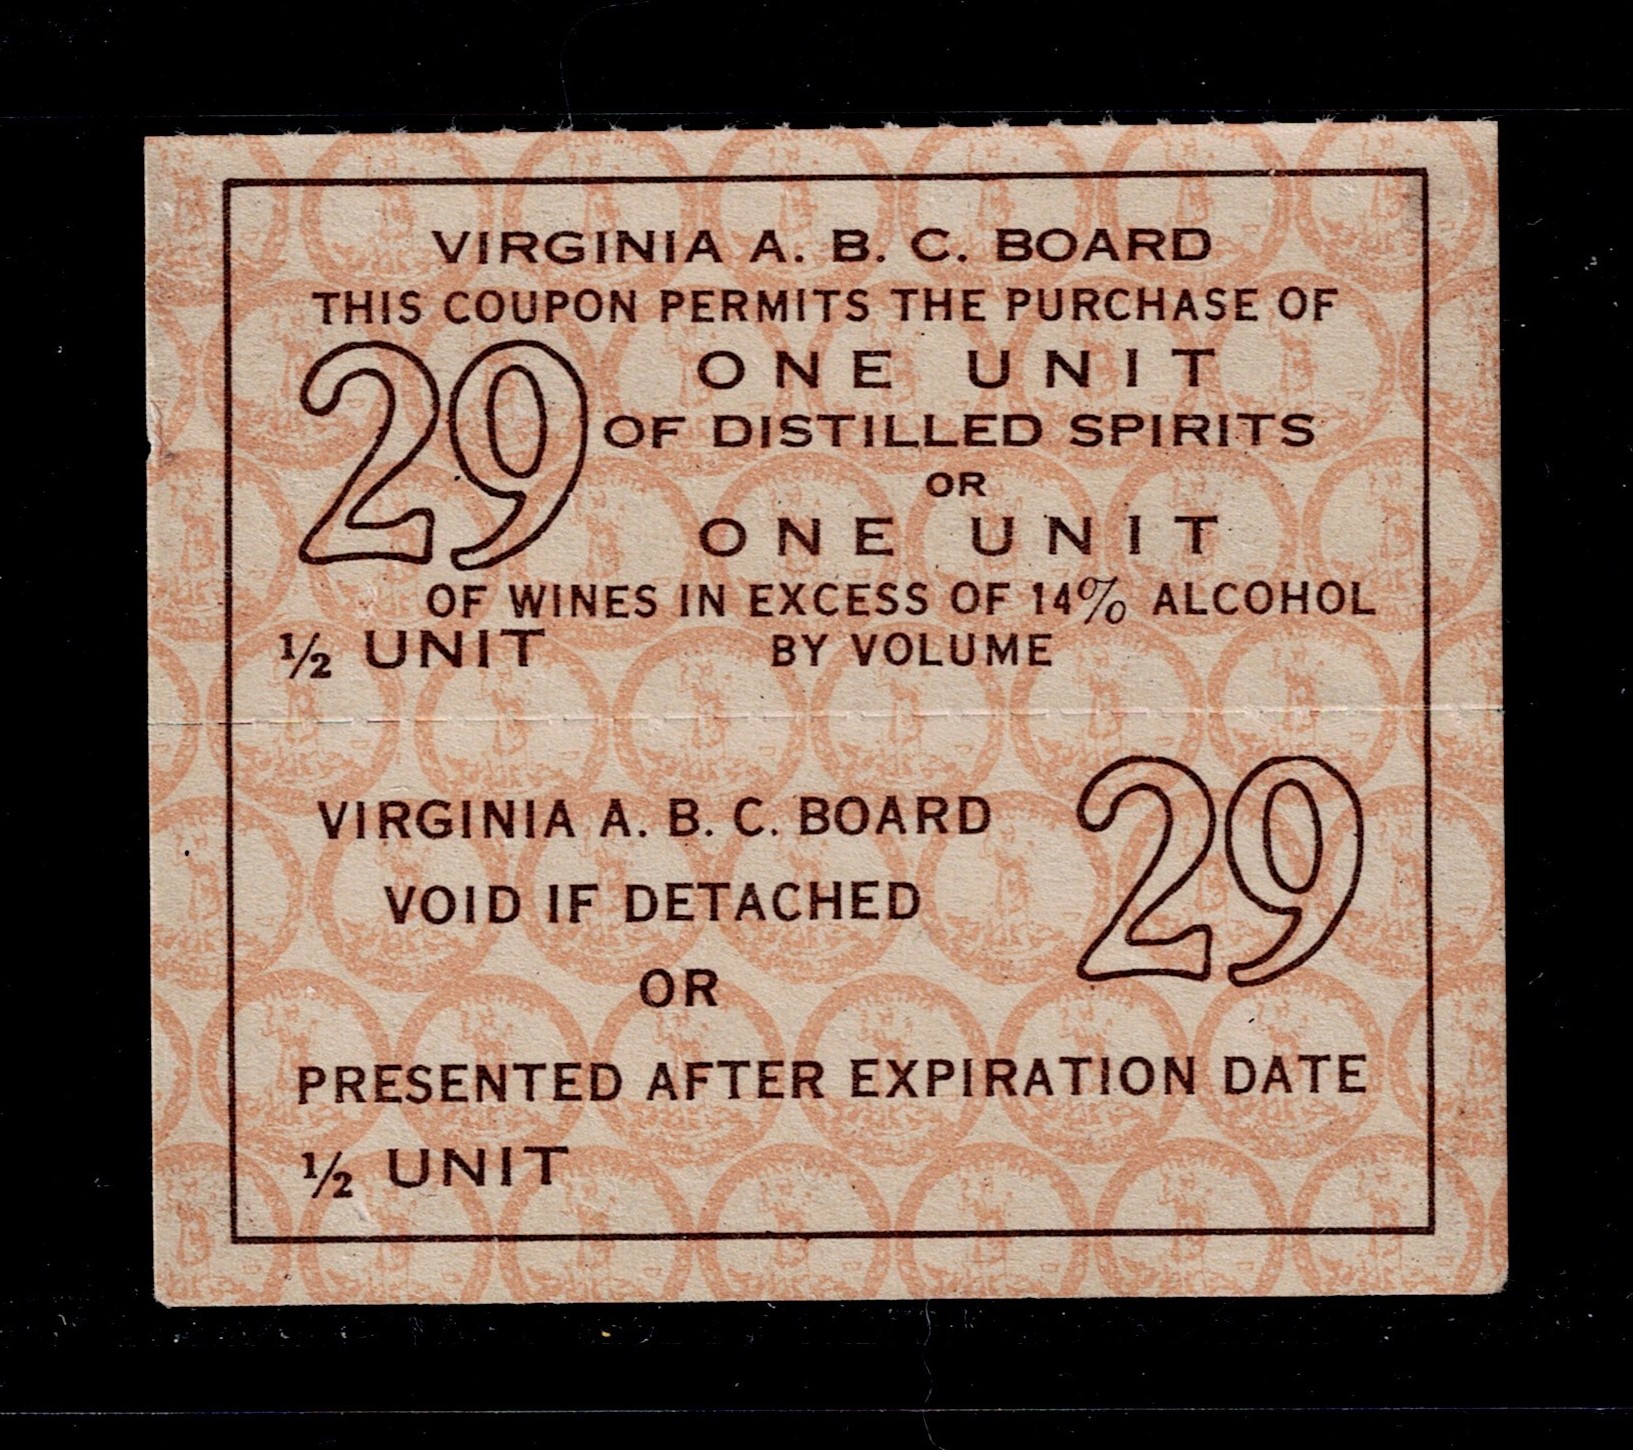 VIRGINIA A. B. C. BOARD
THIS COUPON PERMITS THE PURCHASE OF
29
ONE UNIT
OF DISTILLED SPIRITS
OR
ONE UNIT
OF WINES IN EXCESS OF 14% ALCOHOL
½ UNIT BY VOLUME
VIRGINIA A. B. C. BOARD
29
VOID IF DETACHED
OR
PRESENTED AFTER EXPIRATION DATE
½ UNIT